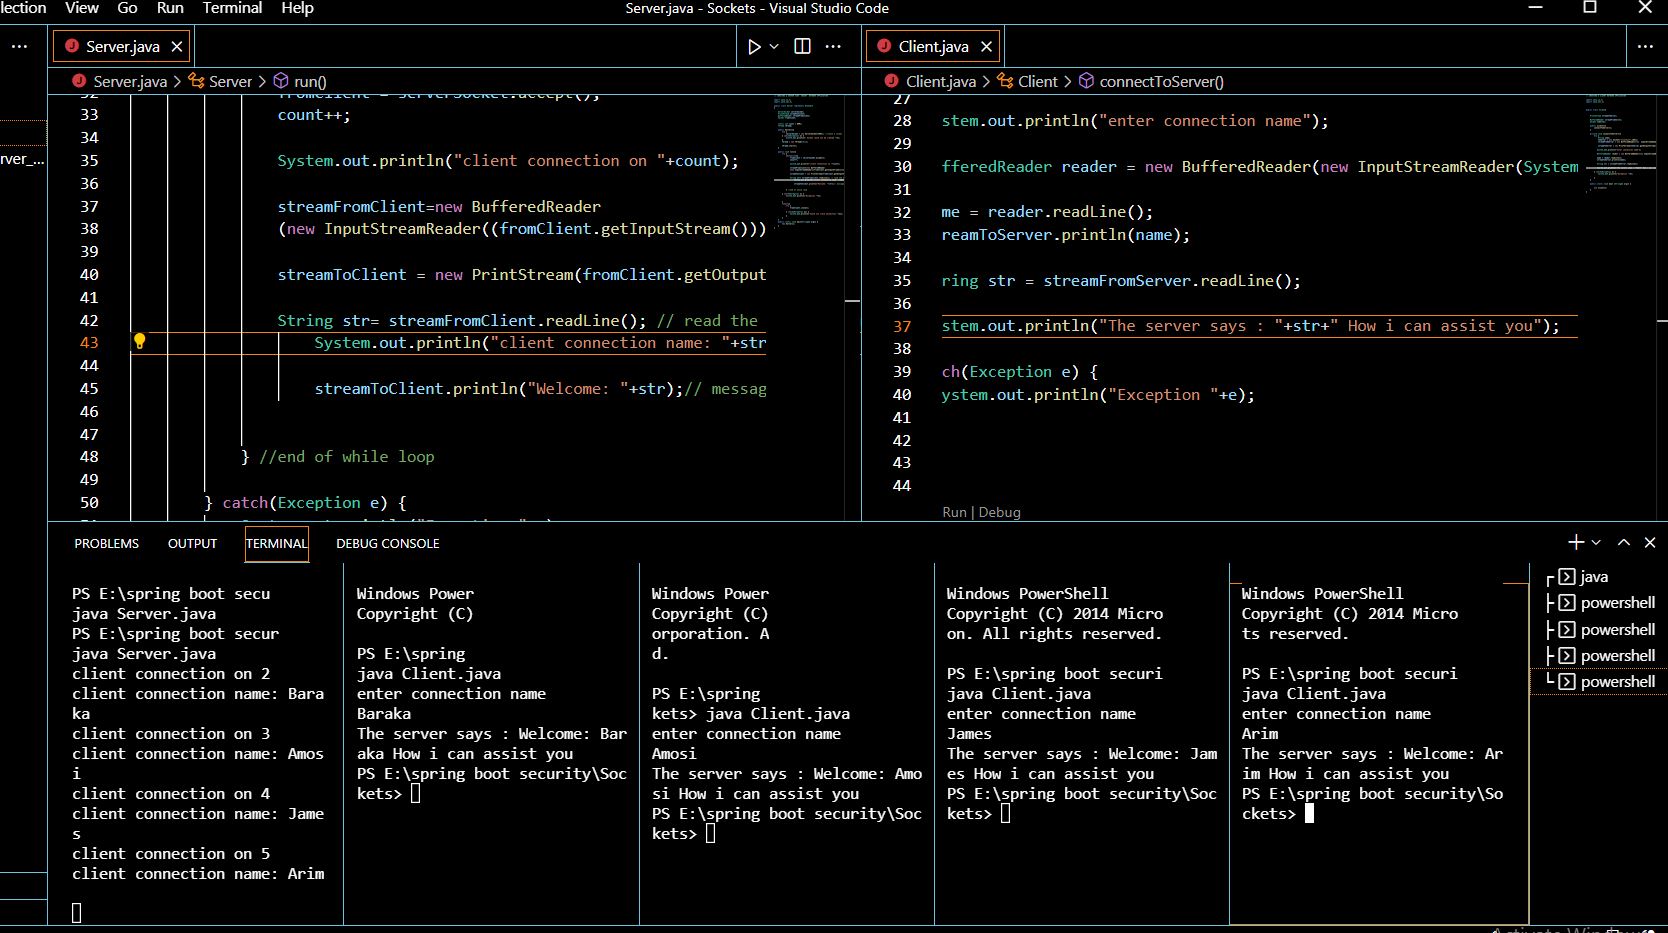 lection View Go Run Terminal Help
Server.java - Sockets - Visual Studio Code
Server.java
Server.java > Server > run()
33 count++;
34
35 System.out.println("client connection on "+count);
36
37 streamFromClient=new BufferedReader
38 (new InputStreamReader((fromClient.getInputStream()))
39
40 streamToClient = new PrintStream(fromClient.getOutput
41
42 String str= streamFromClient.readLine(); // read the
43 System.out.println("client connection name: "+str
44
45 streamToClient.println("Welcome: "+str);// messag
46
47
48 } //end of while loop
49
50 } catch(Exception e) {
Client.java
Client.java > Client > connectToServer()
27
28 stem.out.println("enter connection name");
29
30 fferedReader reader = new BufferedReader(new InputStreamReader(System
31
32 me = reader.readLine();
33 reamToServer.println(name);
34
35 ring str = streamFromServer.readLine();
36
37 stem.out.println("The server says : "+str+" How i can assist you");
38
39 ch(Exception e) {
40 ystem.out.println("Exception "+e);
41
42
43
44
Run | Debug
rver_...
PROBLEMS OUTPUT TERMINAL DEBUG CONSOLE
PS E:\spring boot secu
java Server.java
PS E:\spring boot secur
java Server.java
client connection on 2
client connection name: Bara
ka
client connection on 3
client connection name: Amos
i
client connection on 4
client connection name: Jame
s
client connection on 5
client connection name: Arim
Windows Power
Copyright (C)
PS E:\spring
java Client.java
enter connection name
Baraka
The server says : Welcome: Bar
aka How i can assist you
PS E:\spring boot security\Soc
kets>
Windows Power
Copyright (C)
orporation. A
d.
PS E:\spring
kets> java Client.java
enter connection name
Amosi
The server says : Welcome: Amo
si How i can assist you
PS E:\spring boot security\Soc
kets>
Windows PowerShell
Copyright (C) 2014 Micro
on. All rights reserved.
PS E:\spring boot securi
java Client.java
enter connection name
James
The server says : Welcome: Jam
es How i can assist you
PS E:\spring boot security\Soc
kets>
Windows PowerShell
Copyright (C) 2014 Micro
ts reserved.
PS E:\spring boot securi
java Client.java
enter connection name
Arim
The server says : Welcome: Ar
im How i can assist you
PS E:\spring boot security\So
ckets>
java
powershell
powershell
powershell
powershell